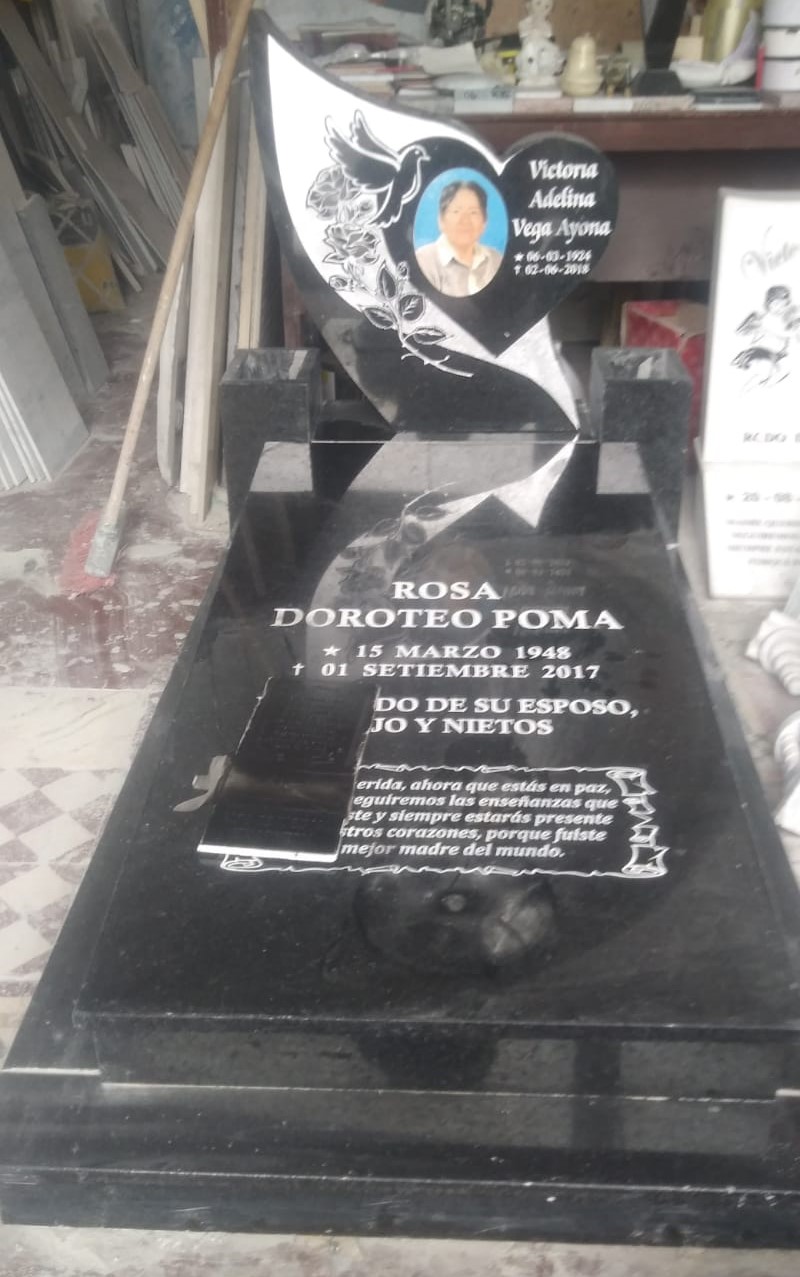 Victoria
Adelina
Vega Ayona
★ 06-03-1924
† 02-06-2018
ROSA
DOROTEO POMA
★ 15 MARZO 1948
† 01 SETIEMBRE 2017
DO DE SU ESPOSO,
JO Y NIETOS
erida, ahora que estás en paz,
eguiremos las enseñanzas que
ste y siempre estarás presente
stros corazones, porque fuiste
mejor madre del mundo.
RCDO